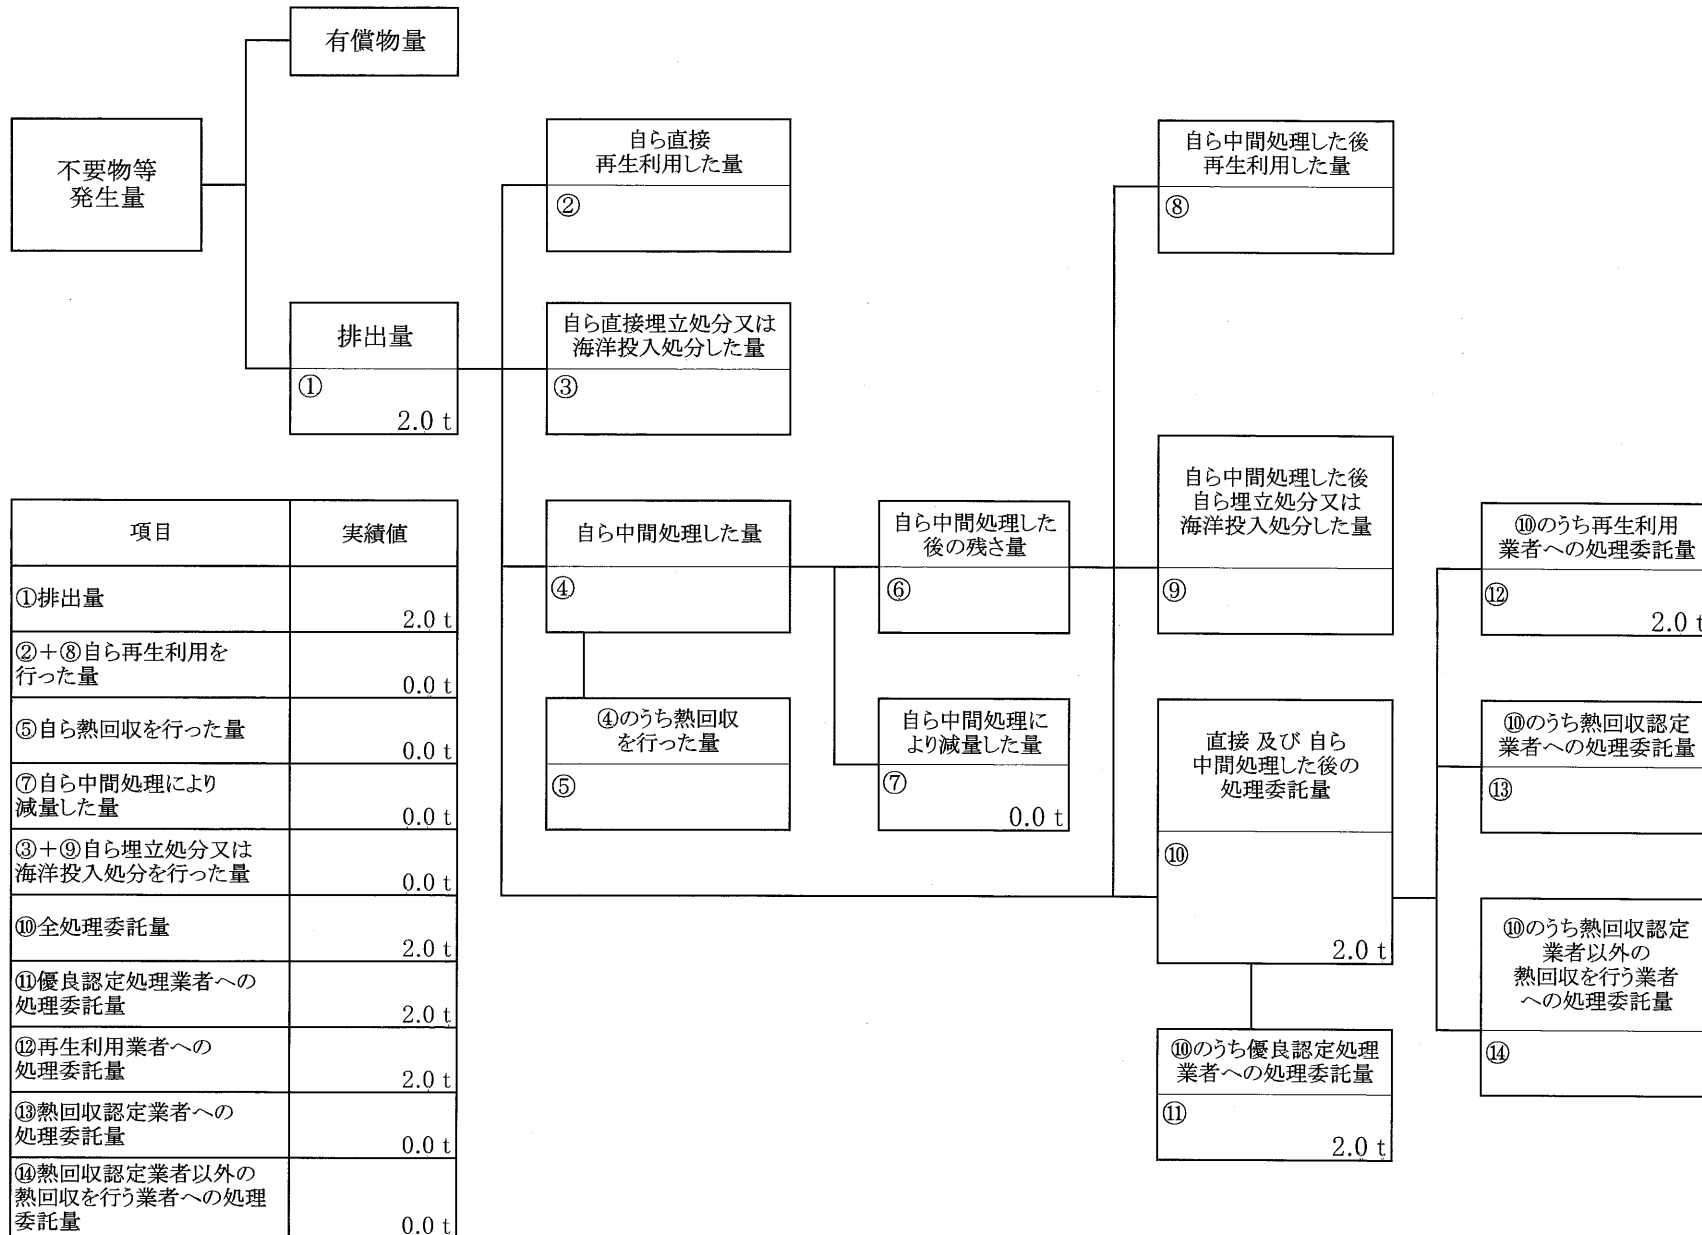 有償物量
不要物等
発生量
排出量
①
2.0 t
自ら直接
再生利用した量
②
自ら直接埋立処分又は
海洋投入処分した量
③
自ら中間処理した量
④
④のうち熱回収
を行った量
⑤
自ら中間処理した
後の残さ量
⑥
自ら中間処理に
より減量した量
⑦
0.0 t
自ら中間処理した後
再生利用した量
⑧
自ら中間処理した後
自ら埋立処分又は
海洋投入処分した量
⑨
直接 及び 自ら
中間処理した後の
処理委託量
⑩
2.0 t
⑩のうち優良認定処理
業者への処理委託量
⑪
2.0 t
⑩のうち再生利用
業者への処理委託量
⑫
2.0 t
⑩のうち熱回収認定
業者への処理委託量
⑬
⑩のうち熱回収認定
業者以外の
熱回収を行う業者
への処理委託量
⑭
項目 実績値
①排出量
2.0 t
②+⑧自ら再生利用を
行った量
0.0 t
⑤自ら熱回収を行った量
0.0 t
⑦自ら中間処理により
減量した量
0.0 t
③+⑨自ら埋立処分又は
海洋投入処分を行った量
0.0 t
⑩全処理委託量
2.0 t
⑪優良認定処理業者への
処理委託量
2.0 t
⑫再生利用業者への
処理委託量
2.0 t
⑬熱回収認定業者への
処理委託量
0.0 t
⑭熱回収認定業者以外の
熱回収を行う業者への処理
委託量
0.0 t